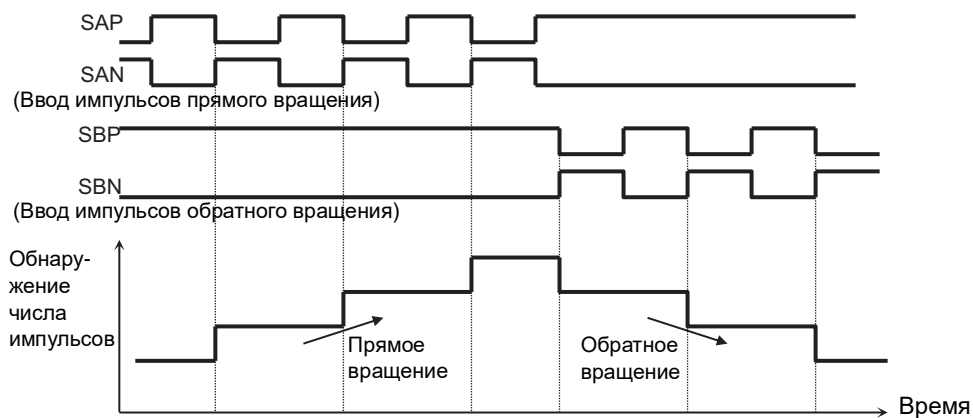 SAP
SAN
(Ввод импульсов прямого вращения)
SBP
SBN
(Ввод импульсов обратного вращения)
Обнару-
жение
числа
импульсов
Прямое
вращение
Обратное
вращение
Время